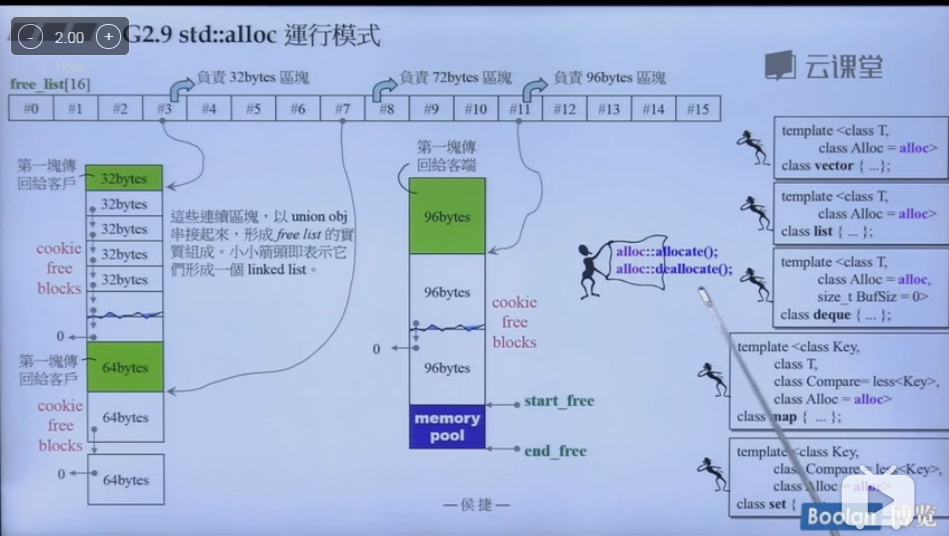 2.00
close
G2.9 std::alloc 運行模式
云课堂
free_list[16]
負責 32bytes 區塊
負責 72bytes 區塊
負責 96bytes 區塊
#0 #1 #2 #3 #4 #5 #6 #7 #8 #9 #10 #11 #12 #13 #14 #15
第一塊傳
回給客戶
32bytes
32bytes
32bytes
32bytes
32bytes
cookie
free
blocks
0
這些連續區塊，以 union obj
串接起來，形成 free list 的實
質組成。小小箭頭即表示它
們形成一個 linked list。
第一塊傳
回給客戶
64bytes
cookie
free
blocks
64bytes
0
64bytes
第一塊傳
回給客端
96bytes
96bytes
cookie
free
blocks
0
96bytes
memory
pool
start_free
end_free
alloc::allocate();
alloc::deallocate();
template <class T,
class Alloc = alloc>
class vector { ...};
template <class T,
class Alloc = alloc>
class list { ... };
template <class T,
class Alloc = alloc,
size_t BufSiz = 0>
class deque { ... };
template <class Key,
class T,
class Compare= less<Key>,
class Alloc = alloc>
class map { ... };
template <class Key,
class Compare= less<Key>,
class Alloc =
class set {
—侯捷—
Boolan
博览